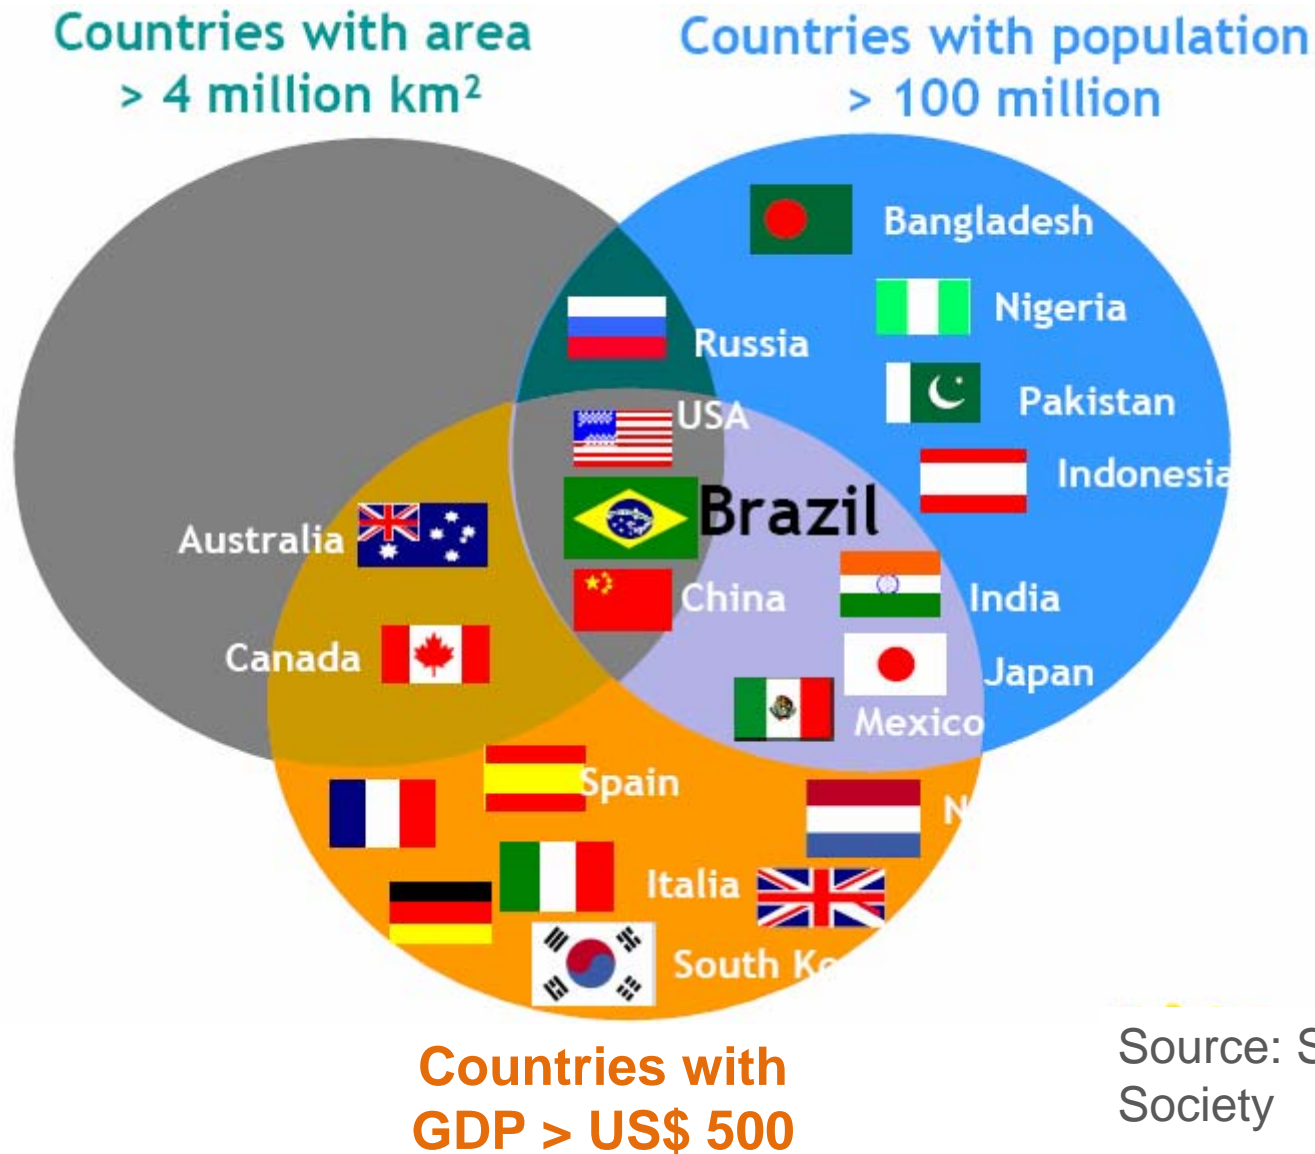 Countries with area
> 4 million km²
Countries with population
> 100 million
Bangladesh
Nigeria
Russia
Pakistan
USA
Indonesia
Brazil
Australia
China
India
Canada
Japan
Mexico
Spain
Italia
South
Countries with
GDP > US$ 500
Source:
Society